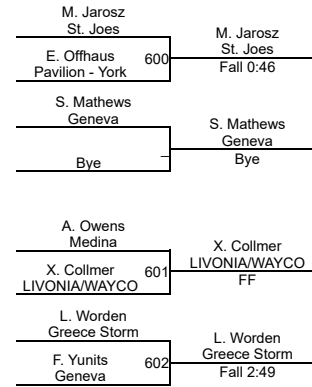 M. Jarosz
St. Joes
E. Offhaus
Pavilion - York
600
M. Jarosz
St. Joes
Fall 0:46
S. Mathews
Geneva
Bye
S. Mathews
Geneva
Bye
A. Owens
Medina
X. Collmer
LIVONIA/WAYCO
601
X. Collmer
LIVONIA/WAYCO
FF
L. Worden
Greece Storm
F. Yunits
Geneva
602
L. Worden
Greece Storm
Fall 2:49